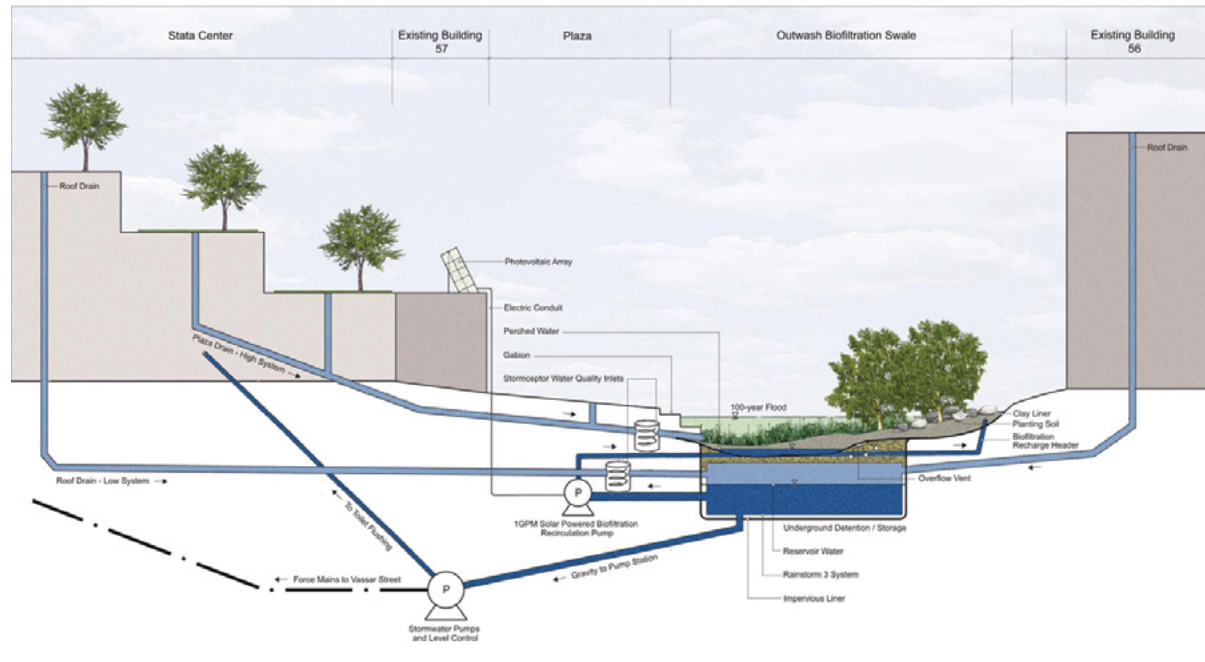 Stata Center
Existing Building
57
Plaza
Outwash Biofiltration Swale
Existing Building
56
Roof Drain
Roof Drain
Photovoltaic Array
Electric Conduit
Perched Water
Plaza Drain - High System
Gabion
Stormceptor Water Quality Inlets
100-year Flood
Clay Liner
Planting Soil
Biofiltration
Recharge Header
Overflow Vent
Roof Drain - Low System
P
1GPM Solar Powered Biofiltration
Recirculation Pump
Underground Detention / Storage
Reservoir Water
Rainstorm 3 System
Impervious Liner
To Toilet Flushing
Gravity to Pump Station
Force Mains to Vassar Street
P
Stormwater Pumps
and Level Control